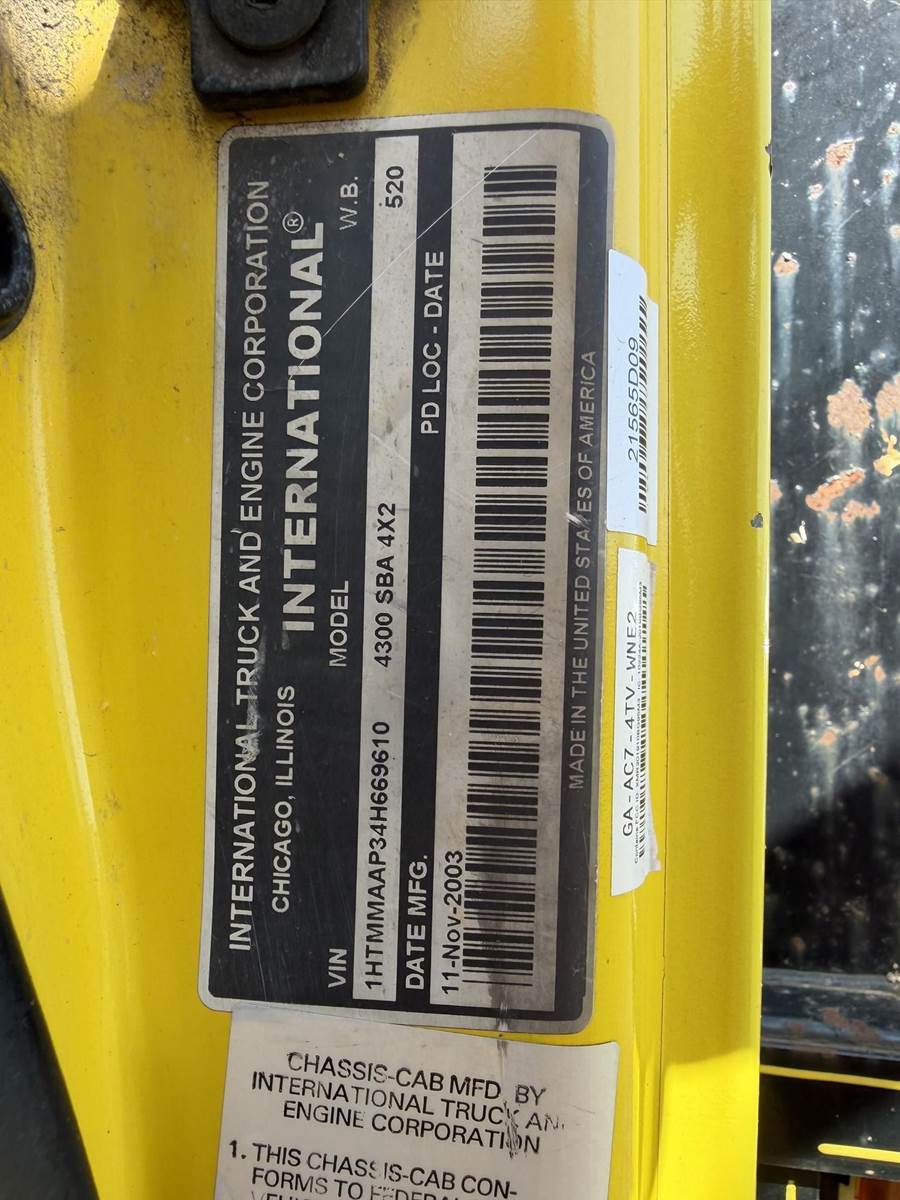 INTERNATIONAL TRUCK AND ENGINE CORPORATION
CHICAGO, ILLINOIS INTERNATIONAL®
VIN MODEL W.B.
1HTMMAAP34H669610 4300 SBA 4X2 520
DATE MFG. PD LOC - DATE
11-Nov-2003
MADE IN THE UNITED STATES OF AMERICA
21565D09
GA-AC7-4TV-WNE2
CHASSIS-CAB MFD. BY
INTERNATIONAL TRUCK AN
ENGINE CORPORATION
1. THIS CHASSIS-CAB CON-
FORMS TO FEDERAL